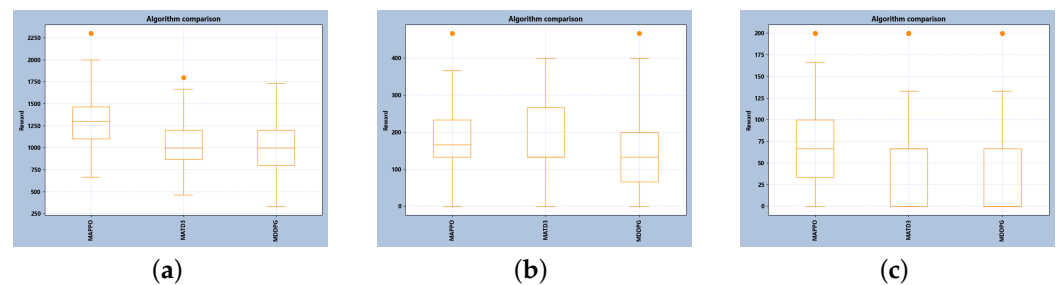 Algorithm comparison
Reward
2250
2000
1750
1500
1250
1000
750
500
250
MAPPO
MATD3
MDDPG
(a)
Algorithm comparison
Reward
400
300
200
100
0
MAPPO
MATD3
MDDPG
(b)
Algorithm comparison
Reward
200
175
150
125
100
75
50
25
0
MAPPO
MATD3
MDDPG
(c)